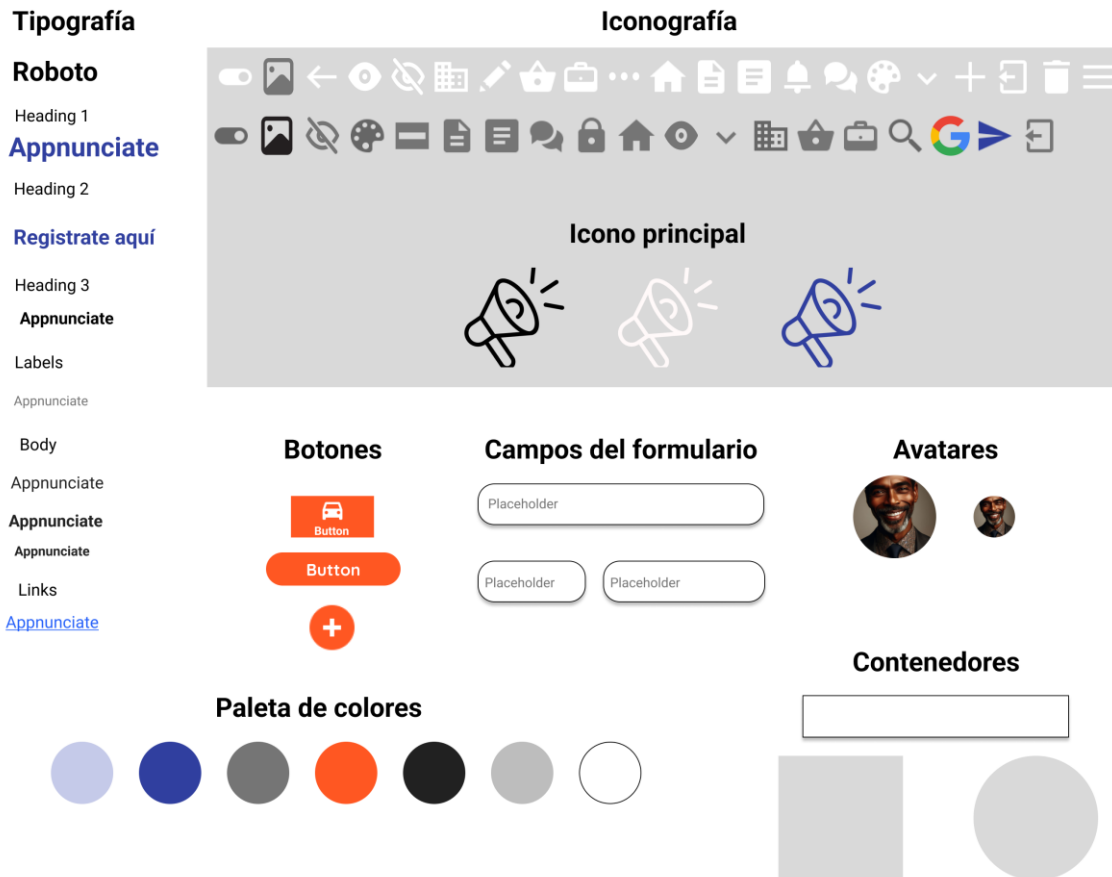 Tipografía
Iconografía
Roboto
Heading 1
Appnunciate
Heading 2
Registrate aquí
Heading 3
Appnunciate
Labels
Appnunciate
Body
Appnunciate
Appnunciate
Appnunciate
Links
Appnunciate
Icono principal
Botones
Button
Button
Campos del formulario
Placeholder
Placeholder
Placeholder
Avatares
Contenedores
Paleta de colores